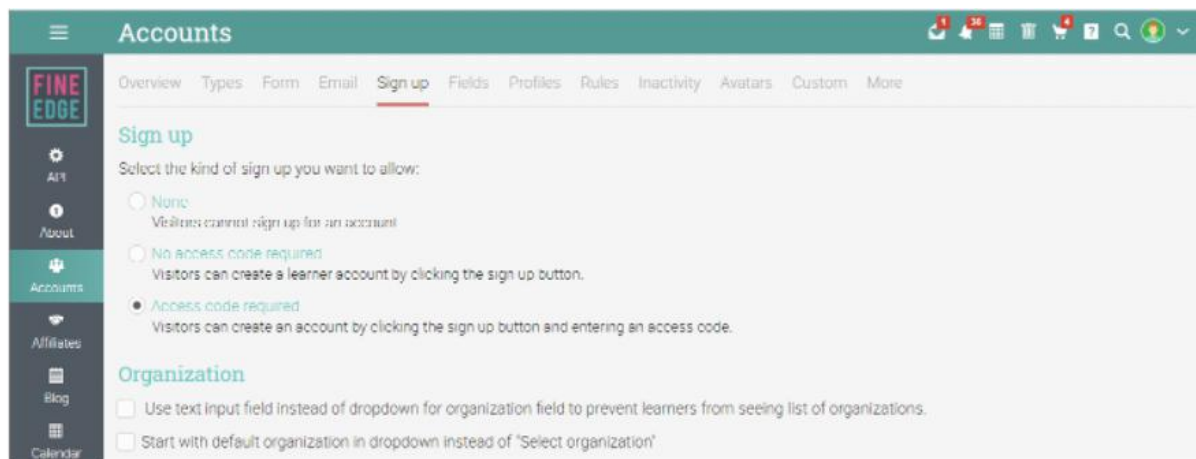 Accounts
1
36
4
?
FINE
EDGE
Overview Types Form Email Sign up Fields Profiles Rules Inactivity Avatars Custom More
Sign up
Select the kind of sign up you want to allow:
None
Visitors cannot sign up for an account
No access code required
Visitors can create a learner account by clicking the sign up button.
Access code required
Visitors can create an account by clicking the sign up button and entering an access code.
Organization
Use text input field instead of dropdown for organization field to prevent learners from seeing list of organizations.
Start with default organization in dropdown instead of "Select organization"
API
About
Accounts
Affiliates
Blog
Calendar